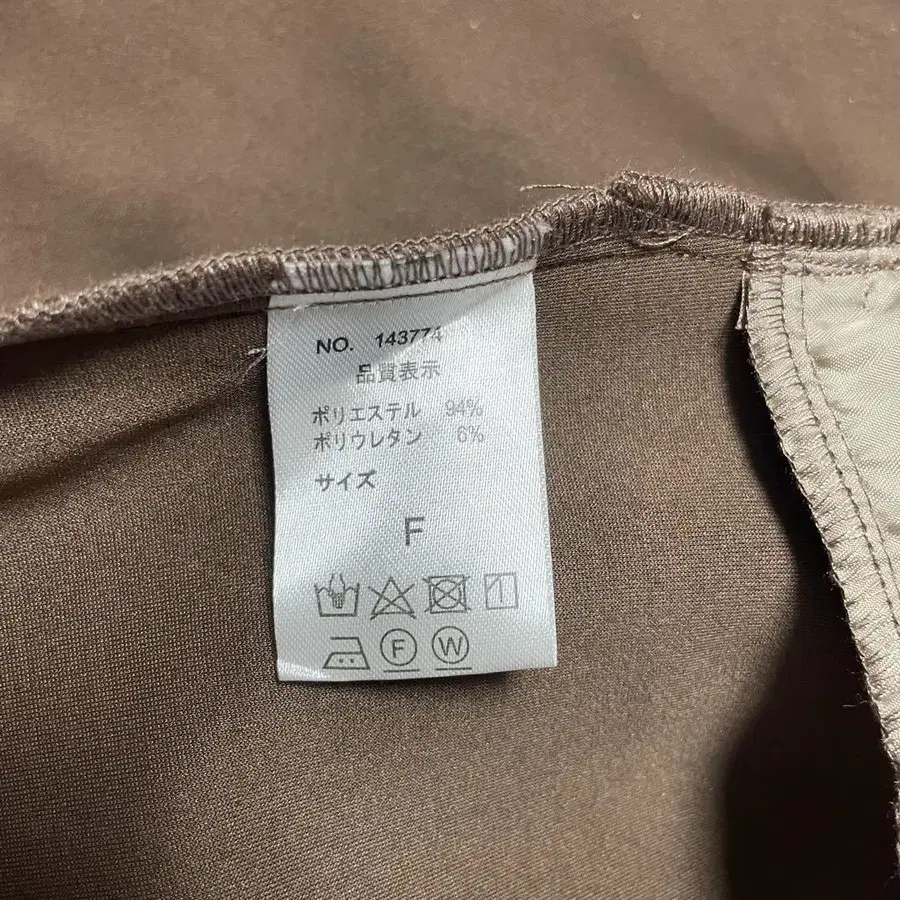 NO. 143774
品質表示
ポリエステル 94%
ポリウレタン 6%
サイズ
F
F W